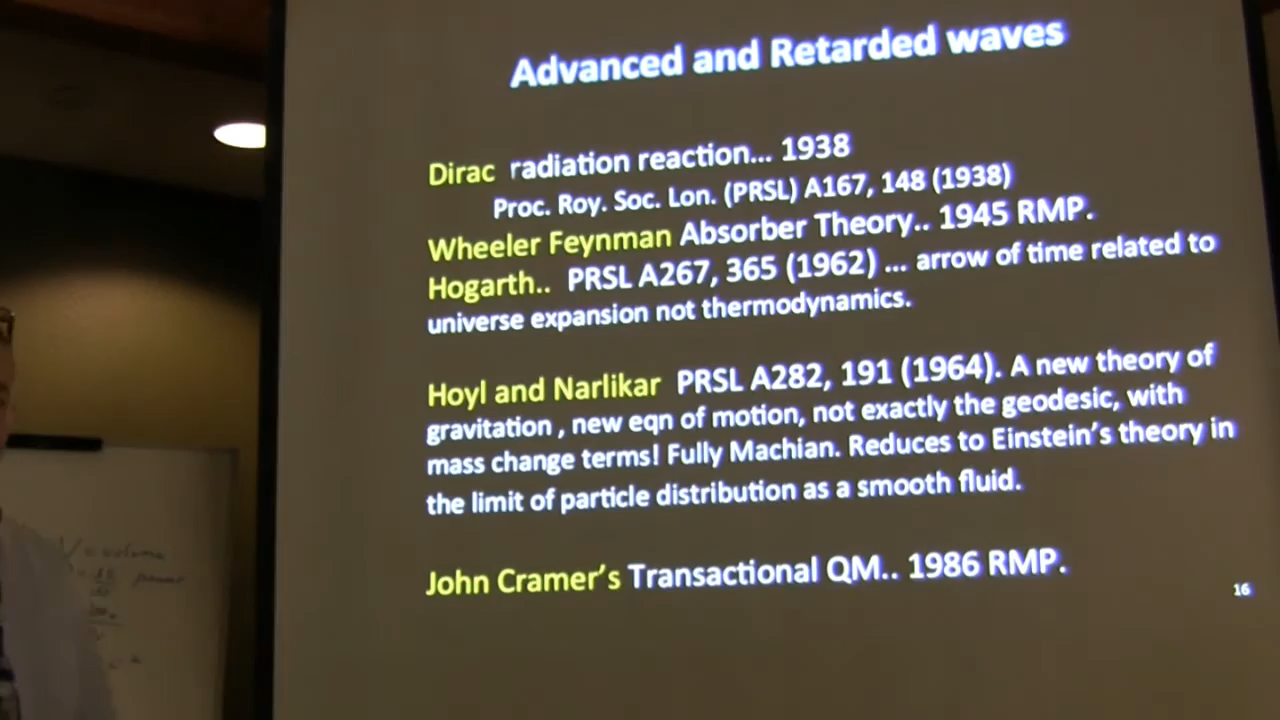 Advanced and Retarded waves
Dirac radiation reaction... 1938
Proc. Roy. Soc. Lon. (PRSL) A167, 148 (1938)
Wheeler Feynman Absorber Theory.. 1945 RMP.
Hogarth.. PRSL A267, 365 (1962) ... arrow of time related to
universe expansion not thermodynamics.
Hoyl and Narlikar PRSL A282, 191 (1964). A new theory of
gravitation , new eqn of motion, not exactly the geodesic, with
mass change terms! Fully Machian. Reduces to Einstein's theory in
the limit of particle distribution as a smooth fluid.
John Cramer's Transactional QM.. 1986 RMP.
16
V = volume
power